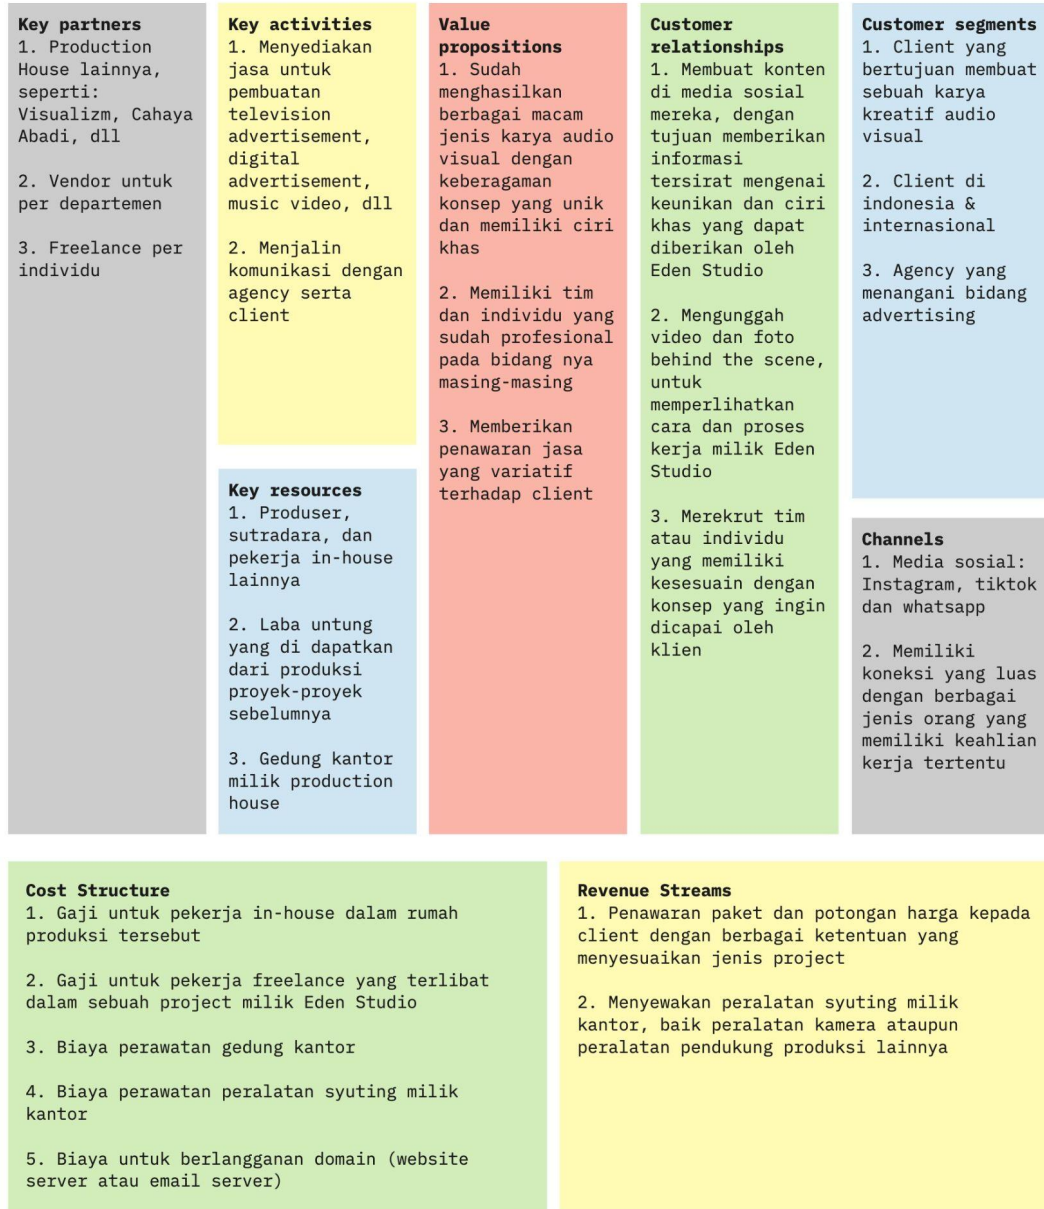 Key partners
1. Production
House lainnya,
seperti:
Visualizm, Cahaya
Abadi, dll
2. Vendor untuk
per departemen
3. Freelance per
individu
Key activities
1. Menyediakan
jasa untuk
pembuatan
television
advertisement,
digital
advertisement,
music video, dll
2. Menjalin
komunikasi dengan
agency serta
client
Key resources
1. Produser,
sutradara, dan
pekerja in-house
lainnya
2. Laba untung
yang di dapatkan
dari produksi
proyek-proyek
sebelumnya
3. Gedung kantor
milik production
house
Value
propositions
1. Sudah
menghasilkan
berbagai macam
jenis karya audio
visual dengan
keberagaman
konsep yang unik
dan memiliki ciri
khas
2. Memiliki tim
dan individu yang
sudah profesional
pada bidang nya
masing-masing
3. Memberikan
penawaran jasa
yang variatif
terhadap client
Customer
relationships
1. Membuat konten
di media sosial
mereka, dengan
tujuan memberikan
informasi
tersirat mengenai
keunikan dan ciri
khas yang dapat
diberikan oleh
Eden Studio
2. Mengunggah
video dan foto
behind the scene,
untuk
memperlihatkan
cara dan proses
kerja milik Eden
Studio
3. Merekrut tim
atau individu
yang memiliki
kesesuain dengan
konsep yang ingin
dicapai oleh
klien
Customer segments
1. Client yang
bertujuan membuat
sebuah karya
kreatif audio
visual
2. Client di
indonesia &
internasional
3. Agency yang
menangani bidang
advertising
Channels
1. Media sosial:
Instagram, tiktok
dan whatsapp
2. Memiliki
koneksi yang luas
dengan berbagai
jenis orang yang
memiliki keahlian
kerja tertentu
Cost Structure
1. Gaji untuk pekerja in-house dalam rumah
produksi tersebut
2. Gaji untuk pekerja freelance yang terlibat
dalam sebuah project milik Eden Studio
3. Biaya perawatan gedung kantor
4. Biaya perawatan peralatan syuting milik
kantor
5. Biaya untuk berlangganan domain (website
server atau email server)
Revenue Streams
1. Penawaran paket dan potongan harga kepada
client dengan berbagai ketentuan yang
menyesuaikan jenis project
2. Menyewakan peralatan syuting milik
kantor, baik peralatan kamera ataupun
peralatan pendukung produksi lainnya